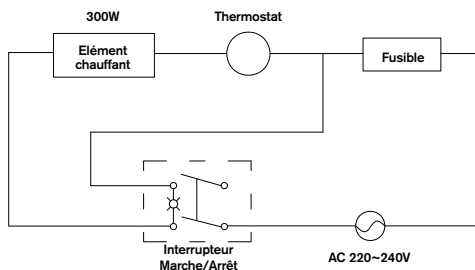 300W
Thermostat
Elément
chauffant
Fusible
Interrupteur
Marche/Arrêt
AC 220~240V